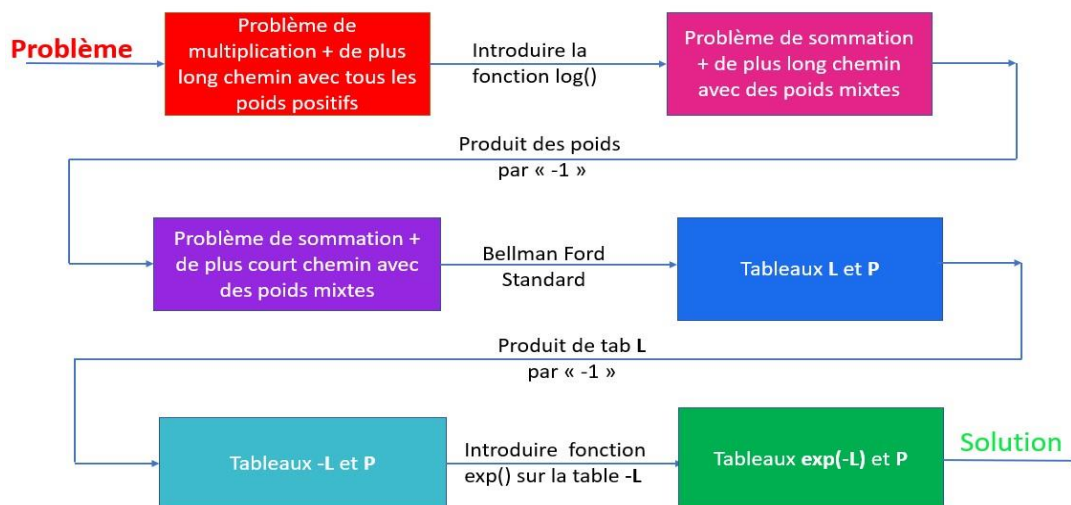 Problème
Problème de
multiplication + de plus
long chemin avec tous les
poids positifs
Introduire la
fonction log()
Problème de sommation
+ de plus long chemin
avec des poids mixtes
Produit des poids
par « -1 »
Problème de sommation +
de plus court chemin avec
des poids mixtes
Bellman Ford
Standard
Tableaux L et P
Produit de tab L
par « -1 »
Tableaux -L et P
Introduire fonction
exp() sur la table -L
Tableaux exp(-L) et P
Solution